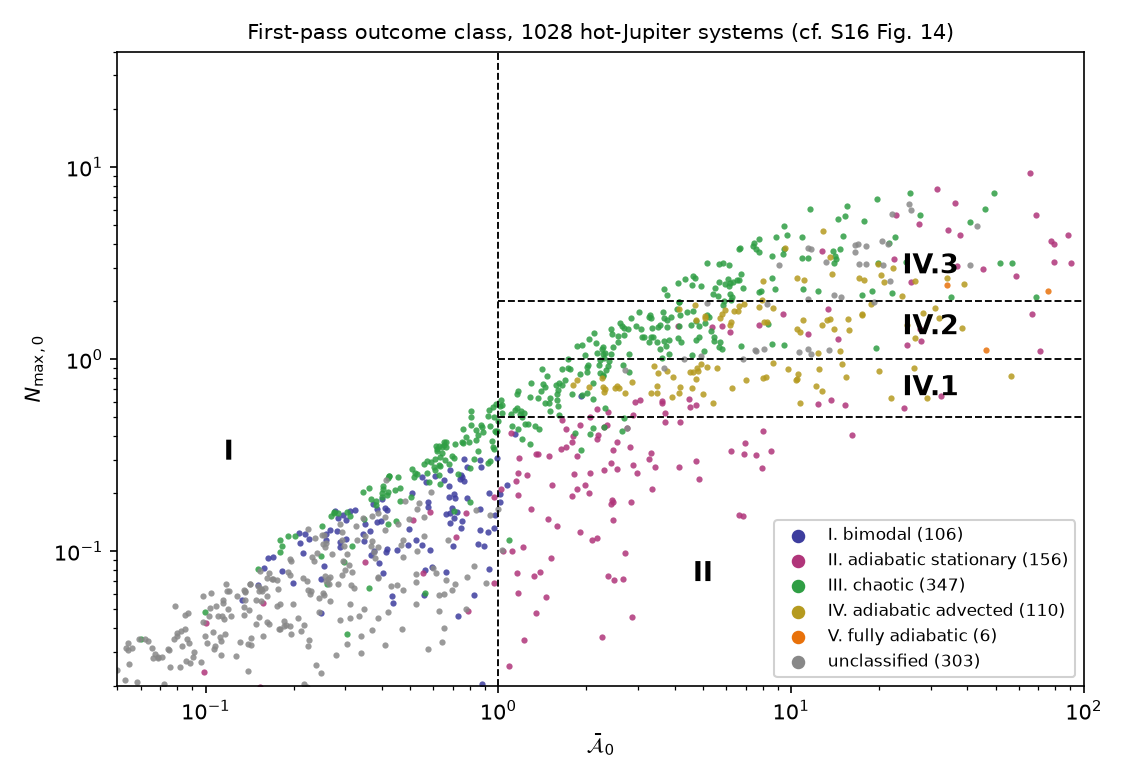 First-pass outcome class, 1028 hot-Jupiter systems (cf. S16 Fig. 14)
10¹
10⁰
10⁻¹
N_max, 0
I
II
IV.3
IV.2
IV.1
I. bimodal (106)
II. adiabatic stationary (156)
III. chaotic (347)
IV. adiabatic advected (110)
V. fully adiabatic (6)
unclassified (303)
10⁻¹
10⁰
10¹
10²
𝒜̄₀